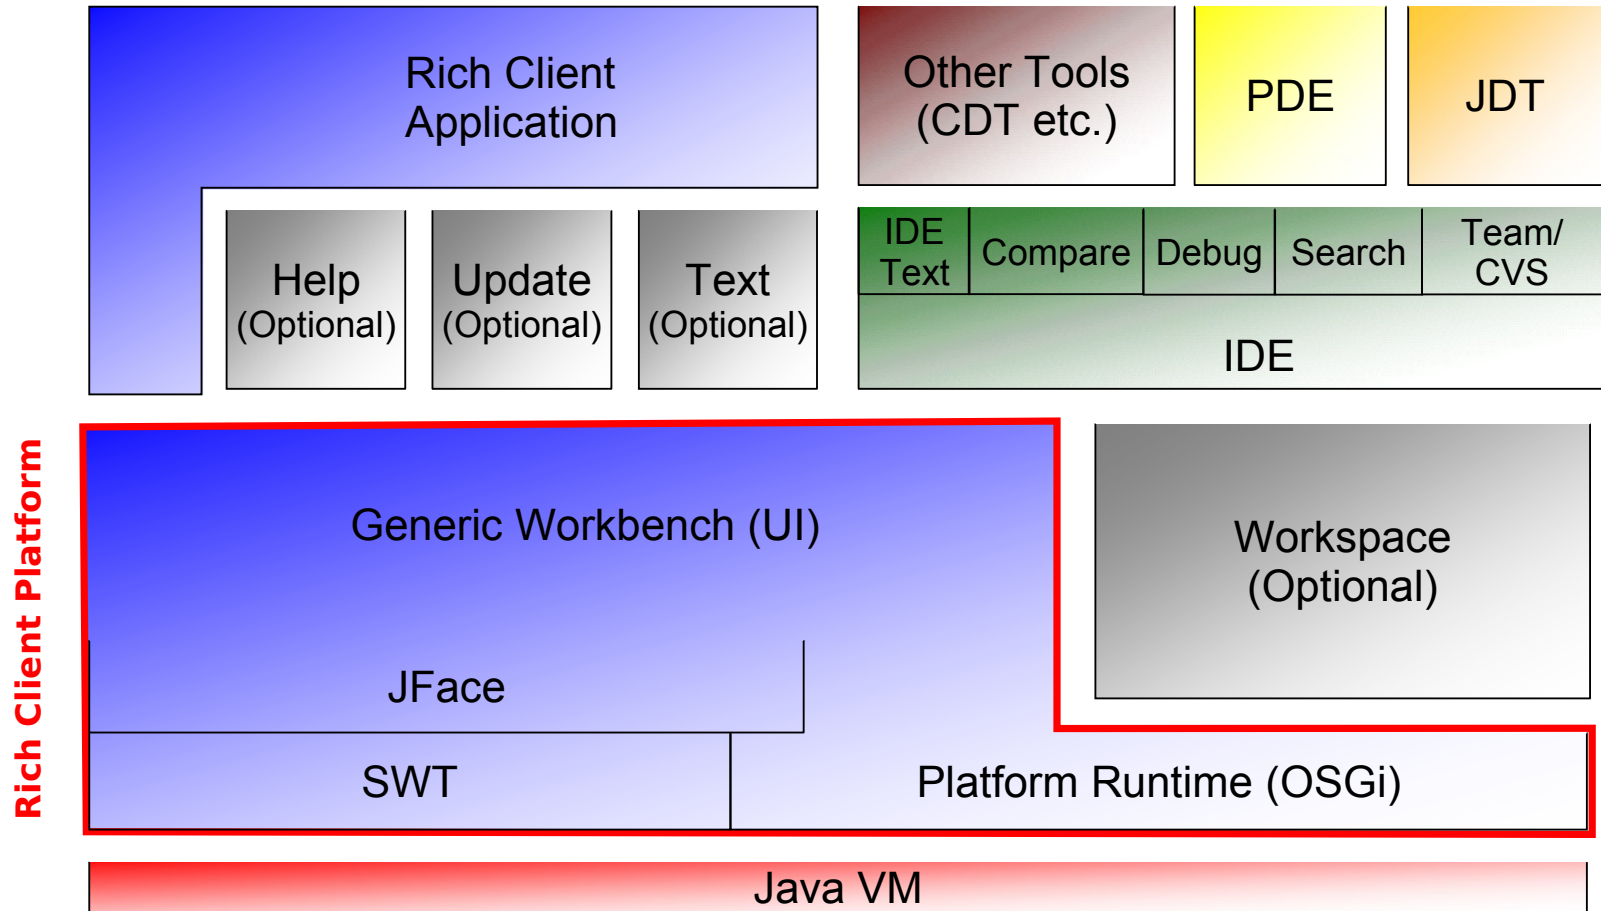 Rich Client
Application
Other Tools
(CDT etc.)
PDE
JDT
Help
(Optional)
Update
(Optional)
Text
(Optional)
IDE
Text
Compare
Debug
Search
Team/
CVS
IDE
Rich Client Platform
Generic Workbench (UI)
Workspace
(Optional)
JFace
SWT
Platform Runtime (OSGi)
Java VM